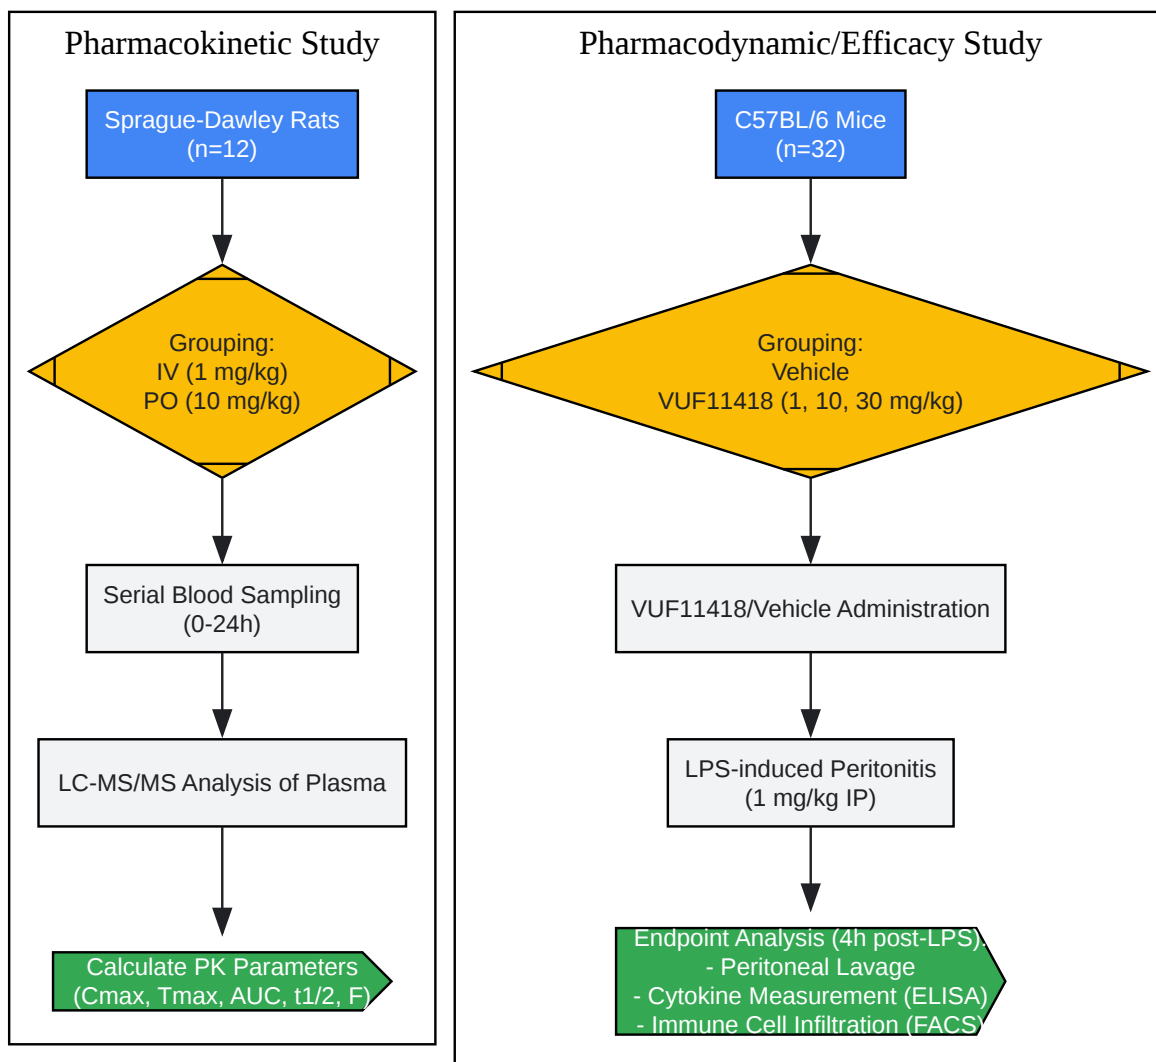 Pharmacokinetic Study
Sprague-Dawley Rats
(n=12)
Grouping:
IV (1 mg/kg)
PO (10 mg/kg)
Serial Blood Sampling
(0-24h)
LC-MS/MS Analysis of Plasma
Calculate PK Parameters
(Cmax, Tmax, AUC, t1/2, F)
Pharmacodynamic/Efficacy Study
C57BL/6 Mice
(n=32)
Grouping:
Vehicle
VUF11418 (1, 10, 30 mg/kg)
VUF11418/Vehicle Administration
LPS-induced Peritonitis
(1 mg/kg IP)
Endpoint Analysis (4h post-LPS):
- Peritoneal Lavage
- Cytokine Measurement (ELISA)
- Immune Cell Infiltration (FACS)